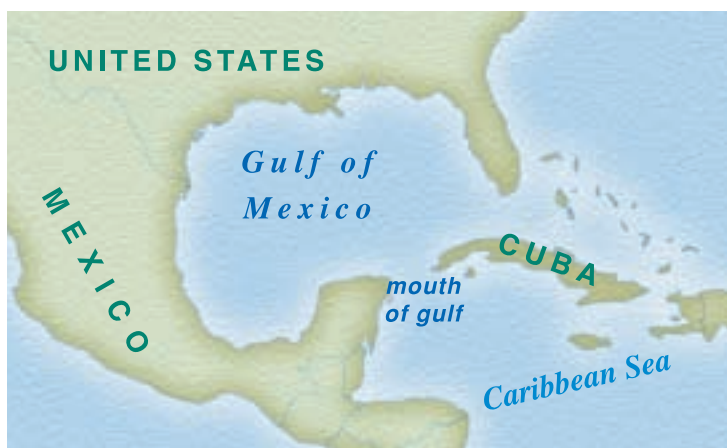 UNITED STATES
Gulf of
Mexico
MEXICO
CUBA
mouth
of gulf
Caribbean Sea